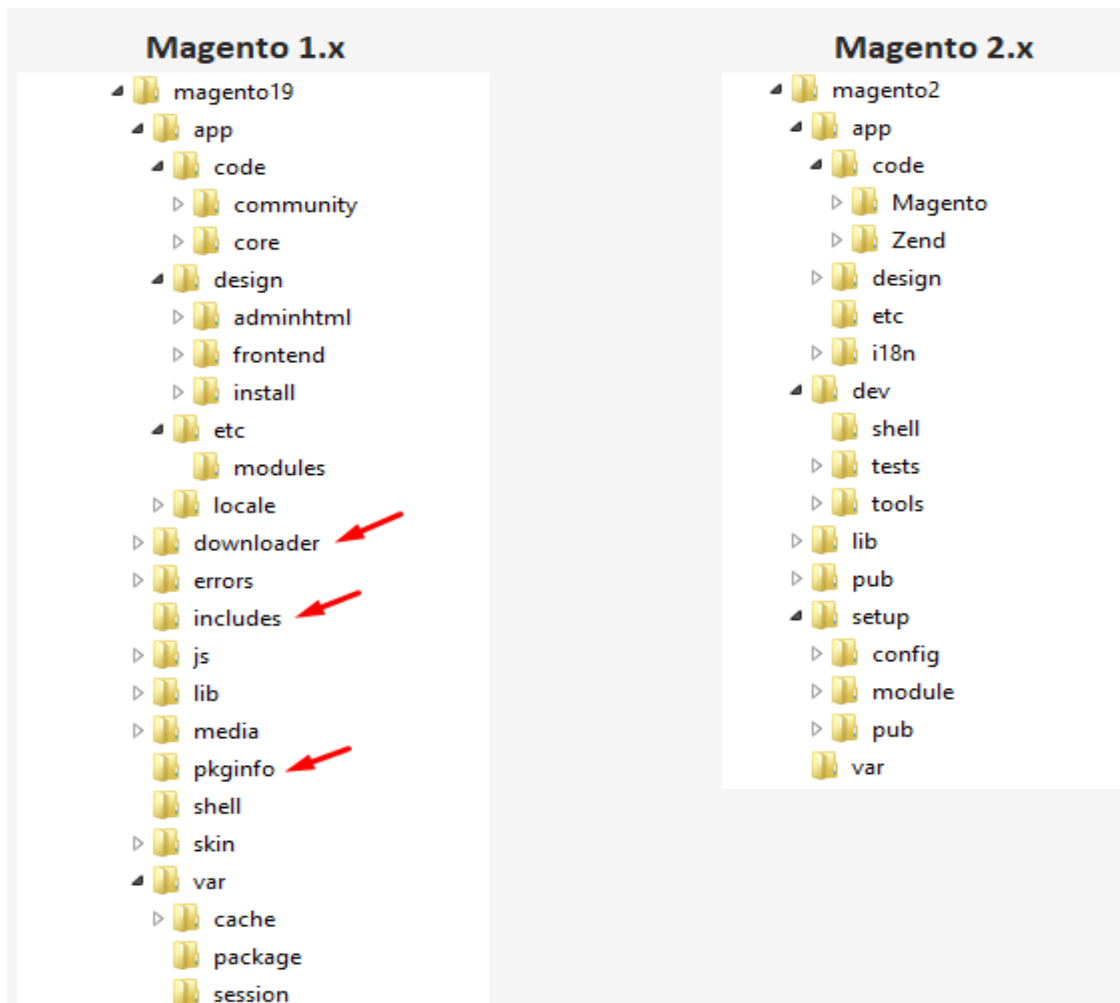 Magento 1.x
magento19
app
code
community
core
design
adminhtml
frontend
install
etc
modules
locale
downloader
errors
includes
js
lib
media
pkginfo
shell
skin
var
cache
package
session
Magento 2.x
magento2
app
code
Magento
Zend
design
etc
i18n
dev
shell
tests
tools
lib
pub
setup
config
module
pub
var